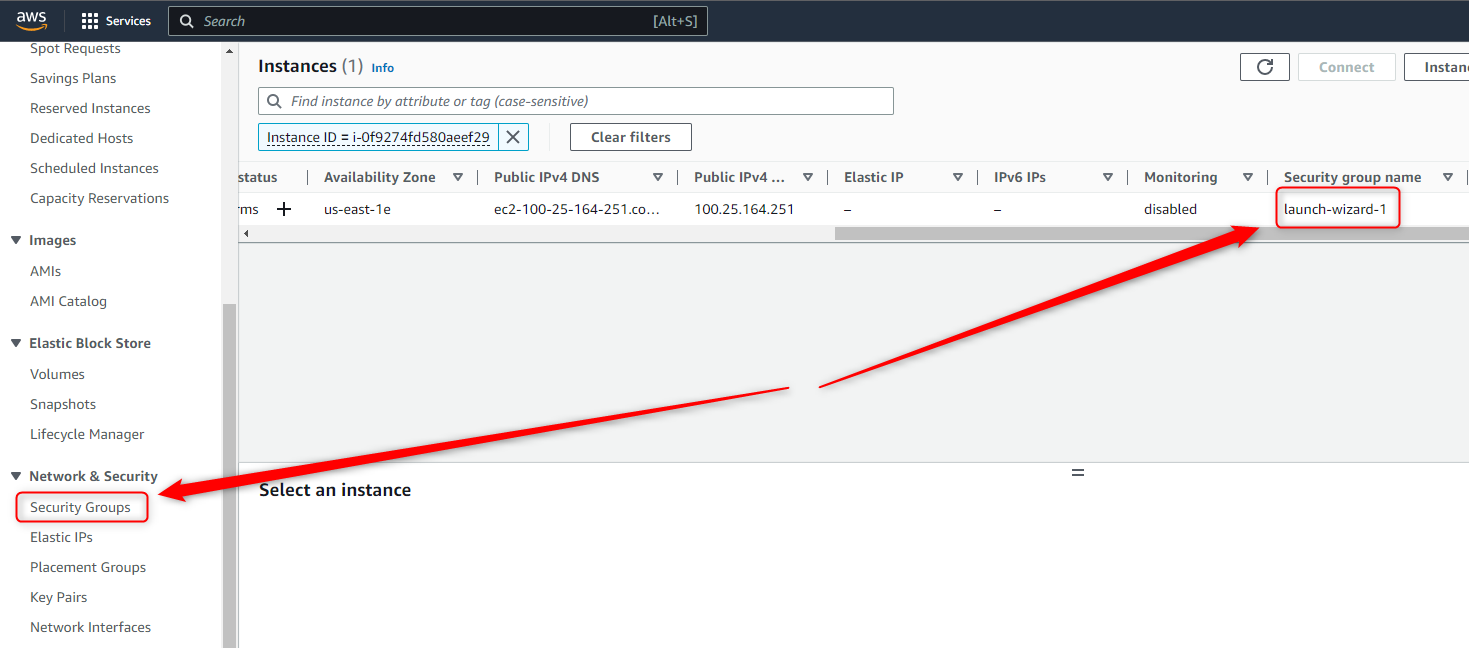 aws Services Search [Alt+S]
Spot Requests
Savings Plans
Reserved Instances
Dedicated Hosts
Scheduled Instances
Capacity Reservations
Images
AMIs
AMI Catalog
Elastic Block Store
Volumes
Snapshots
Lifecycle Manager
Network & Security
Security Groups
Elastic IPs
Placement Groups
Key Pairs
Network Interfaces
Instances (1) Info
Connect
Instanc
Find instance by attribute or tag (case-sensitive)
Instance ID = i-0f9274fd580aeef29
Clear filters
status Availability Zone Public IPv4 DNS Public IPv4 ... Elastic IP IPv6 IPs Monitoring Security group name
rms us-east-1e ec2-100-25-164-251.co... 100.25.164.251 – – disabled launch-wizard-1
Select an instance